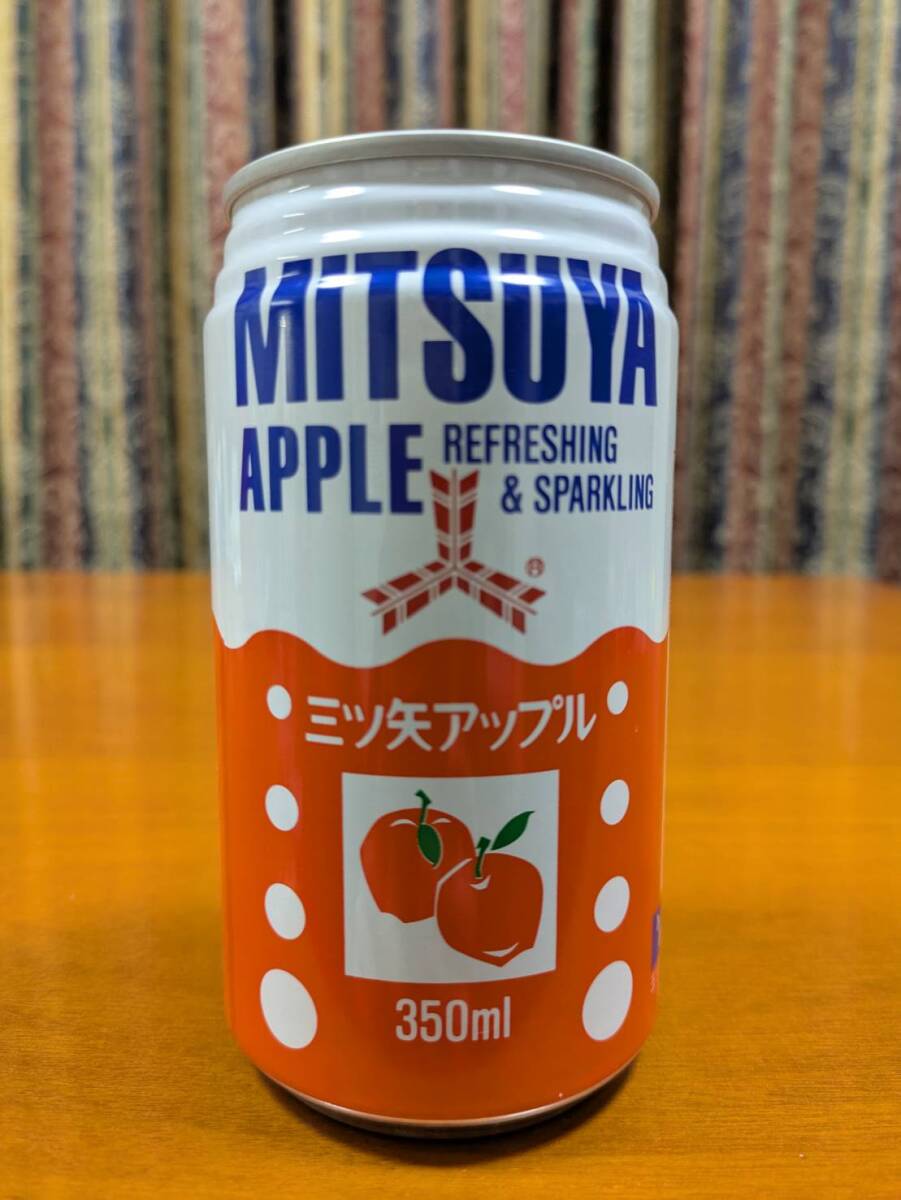 MITSUYA
APPLE
REFRESHING
& SPARKLING
®
三ツ矢アップル
350ml